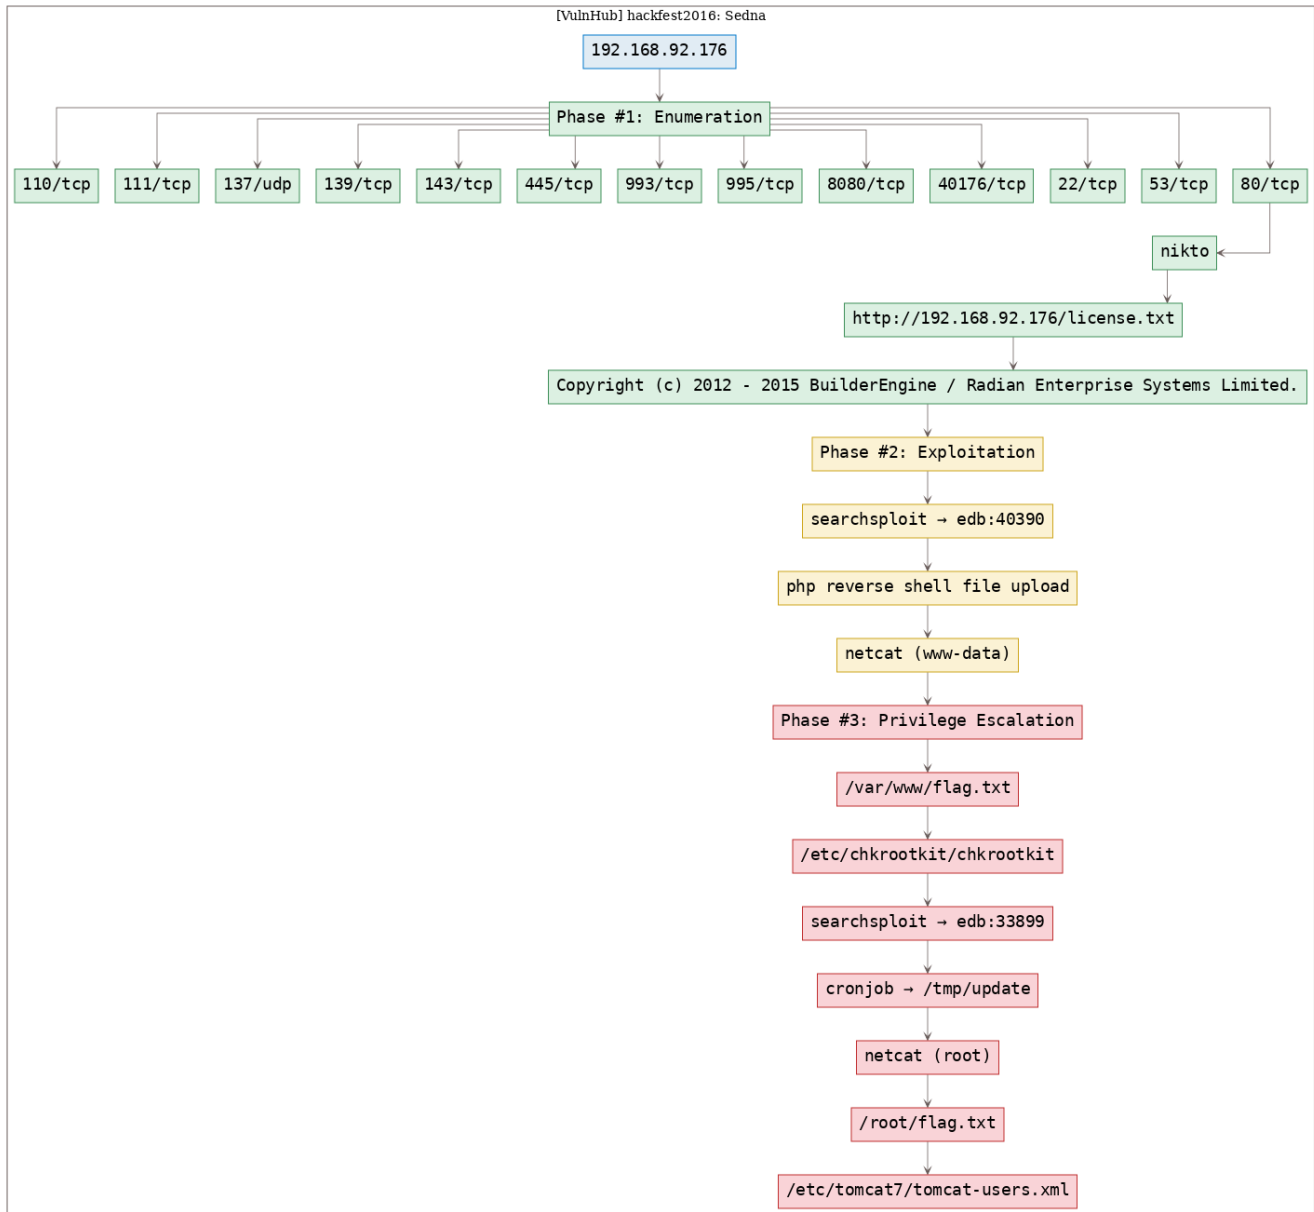 [VulnHub] hackfest2016: Sedna
192.168.92.176
Phase #1: Enumeration
110/tcp
111/tcp
137/udp
139/tcp
143/tcp
445/tcp
993/tcp
995/tcp
8080/tcp
40176/tcp
22/tcp
53/tcp
80/tcp
nikto
http://192.168.92.176/license.txt
Copyright (c) 2012 - 2015 BuilderEngine / Radian Enterprise Systems Limited.
Phase #2: Exploitation
searchsploit → edb:40390
php reverse shell file upload
netcat (www-data)
Phase #3: Privilege Escalation
/var/www/flag.txt
/etc/chkrootkit/chkrootkit
searchsploit → edb:33899
cronjob → /tmp/update
netcat (root)
/root/flag.txt
/etc/tomcat7/tomcat-users.xml